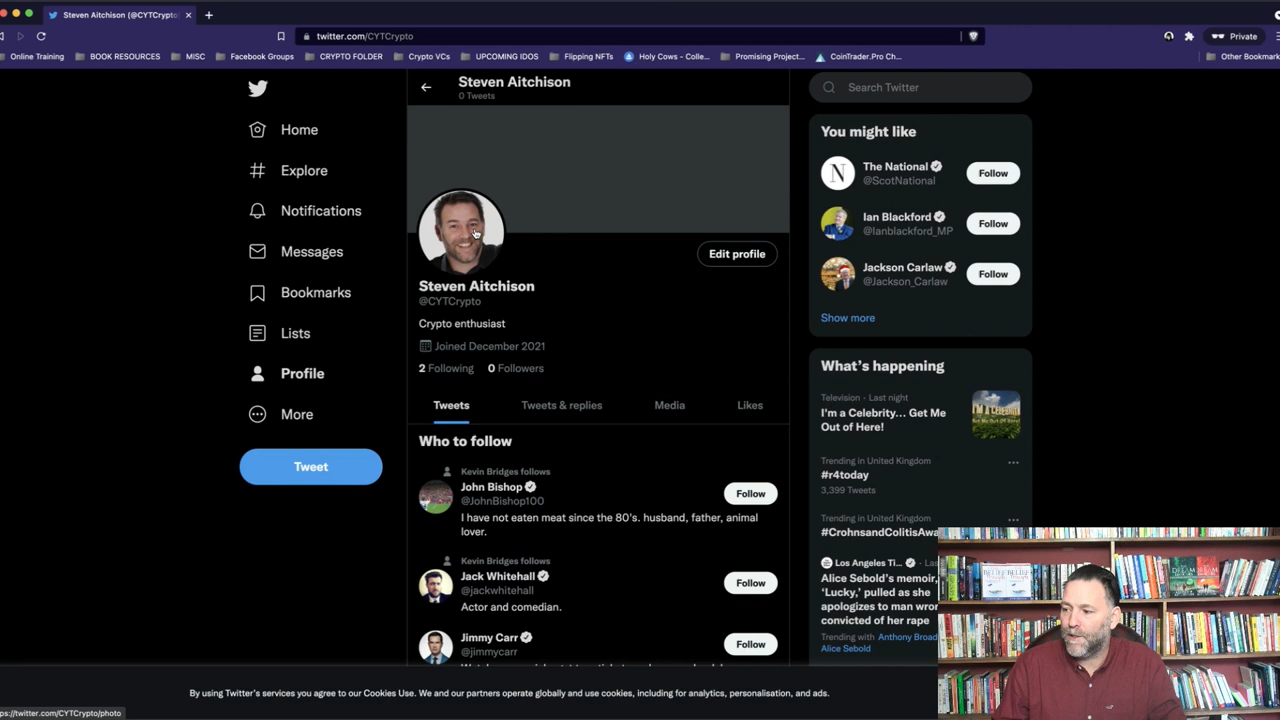 Steven Aitchison (@CYTCrypto
twitter.com/CYTCrypto
Private
Online Training
BOOK RESOURCES
MISC
Facebook Groups
CRYPTO FOLDER
Crypto VCs
UPCOMING IDOS
Flipping NFTs
Holy Cows - Colle...
Promising Project...
CoinTrader.Pro Ch...
Other Bookmark
Home
Explore
Notifications
Messages
Bookmarks
Lists
Profile
More
Tweet
Steven Aitchison
0 Tweets
Edit profile
Steven Aitchison
@CYTCrypto
Crypto enthusiast
Joined December 2021
2 Following 0 Followers
Tweets
Tweets & replies
Media
Likes
Who to follow
Kevin Bridges follows
John Bishop
@JohnBishop100
Follow
I have not eaten meat since the 80's. husband, father, animal
lover.
Kevin Bridges follows
Jack Whitehall
@jackwhitehall
Follow
Actor and comedian.
Jimmy Carr
@jimmycarr
Follow
Search Twitter
You might like
The National
@ScotNational
Follow
Ian Blackford
@Ianblackford_MP
Follow
Jackson Carlaw
@Jackson_Carlaw
Follow
Show more
What's happening
Television · Last night
I'm a Celebrity... Get Me
Out of Here!
Trending in United Kingdom
#r4today
3,399 Tweets
Trending in United Kingdom
#CrohnsandColitisAwa
Los Angeles Ti...
Alice Sebold's memoir,
'Lucky,' pulled as she
apologizes to man wron
convicted of her rape
Trending with Anthony Broad
Alice Sebold
By using Twitter's services you agree to our Cookies Use. We and our partners operate globally and use cookies, including for analytics, personalisation, and ads.
ps://twitter.com/CYTCrypto/photo